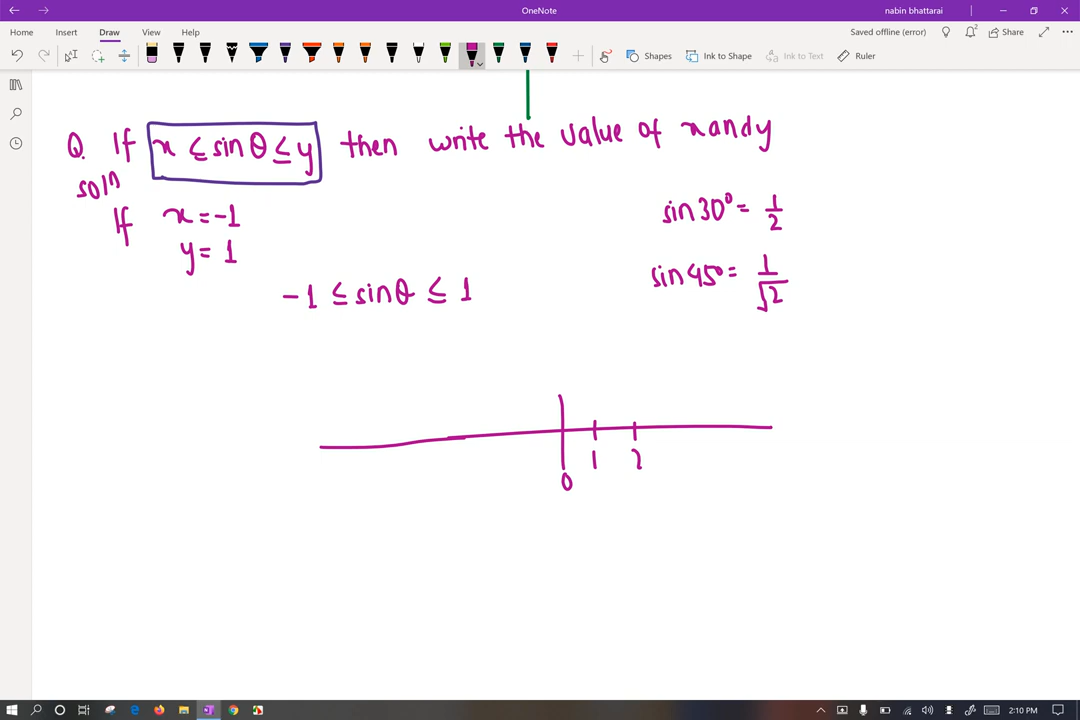 OneNote
nabin bhattarai
Home Insert Draw View Help
Saved offline (error)
Share
Shapes
Ink to Shape
Ink to Text
Ruler
Q. If x ≤ sin θ ≤ y then write the value of x and y
soln
If x = -1
y = 1
-1 ≤ sin θ ≤ 1
sin 30° = 1/2
sin 45° = 1/√2
0 1 2
2:10 PM